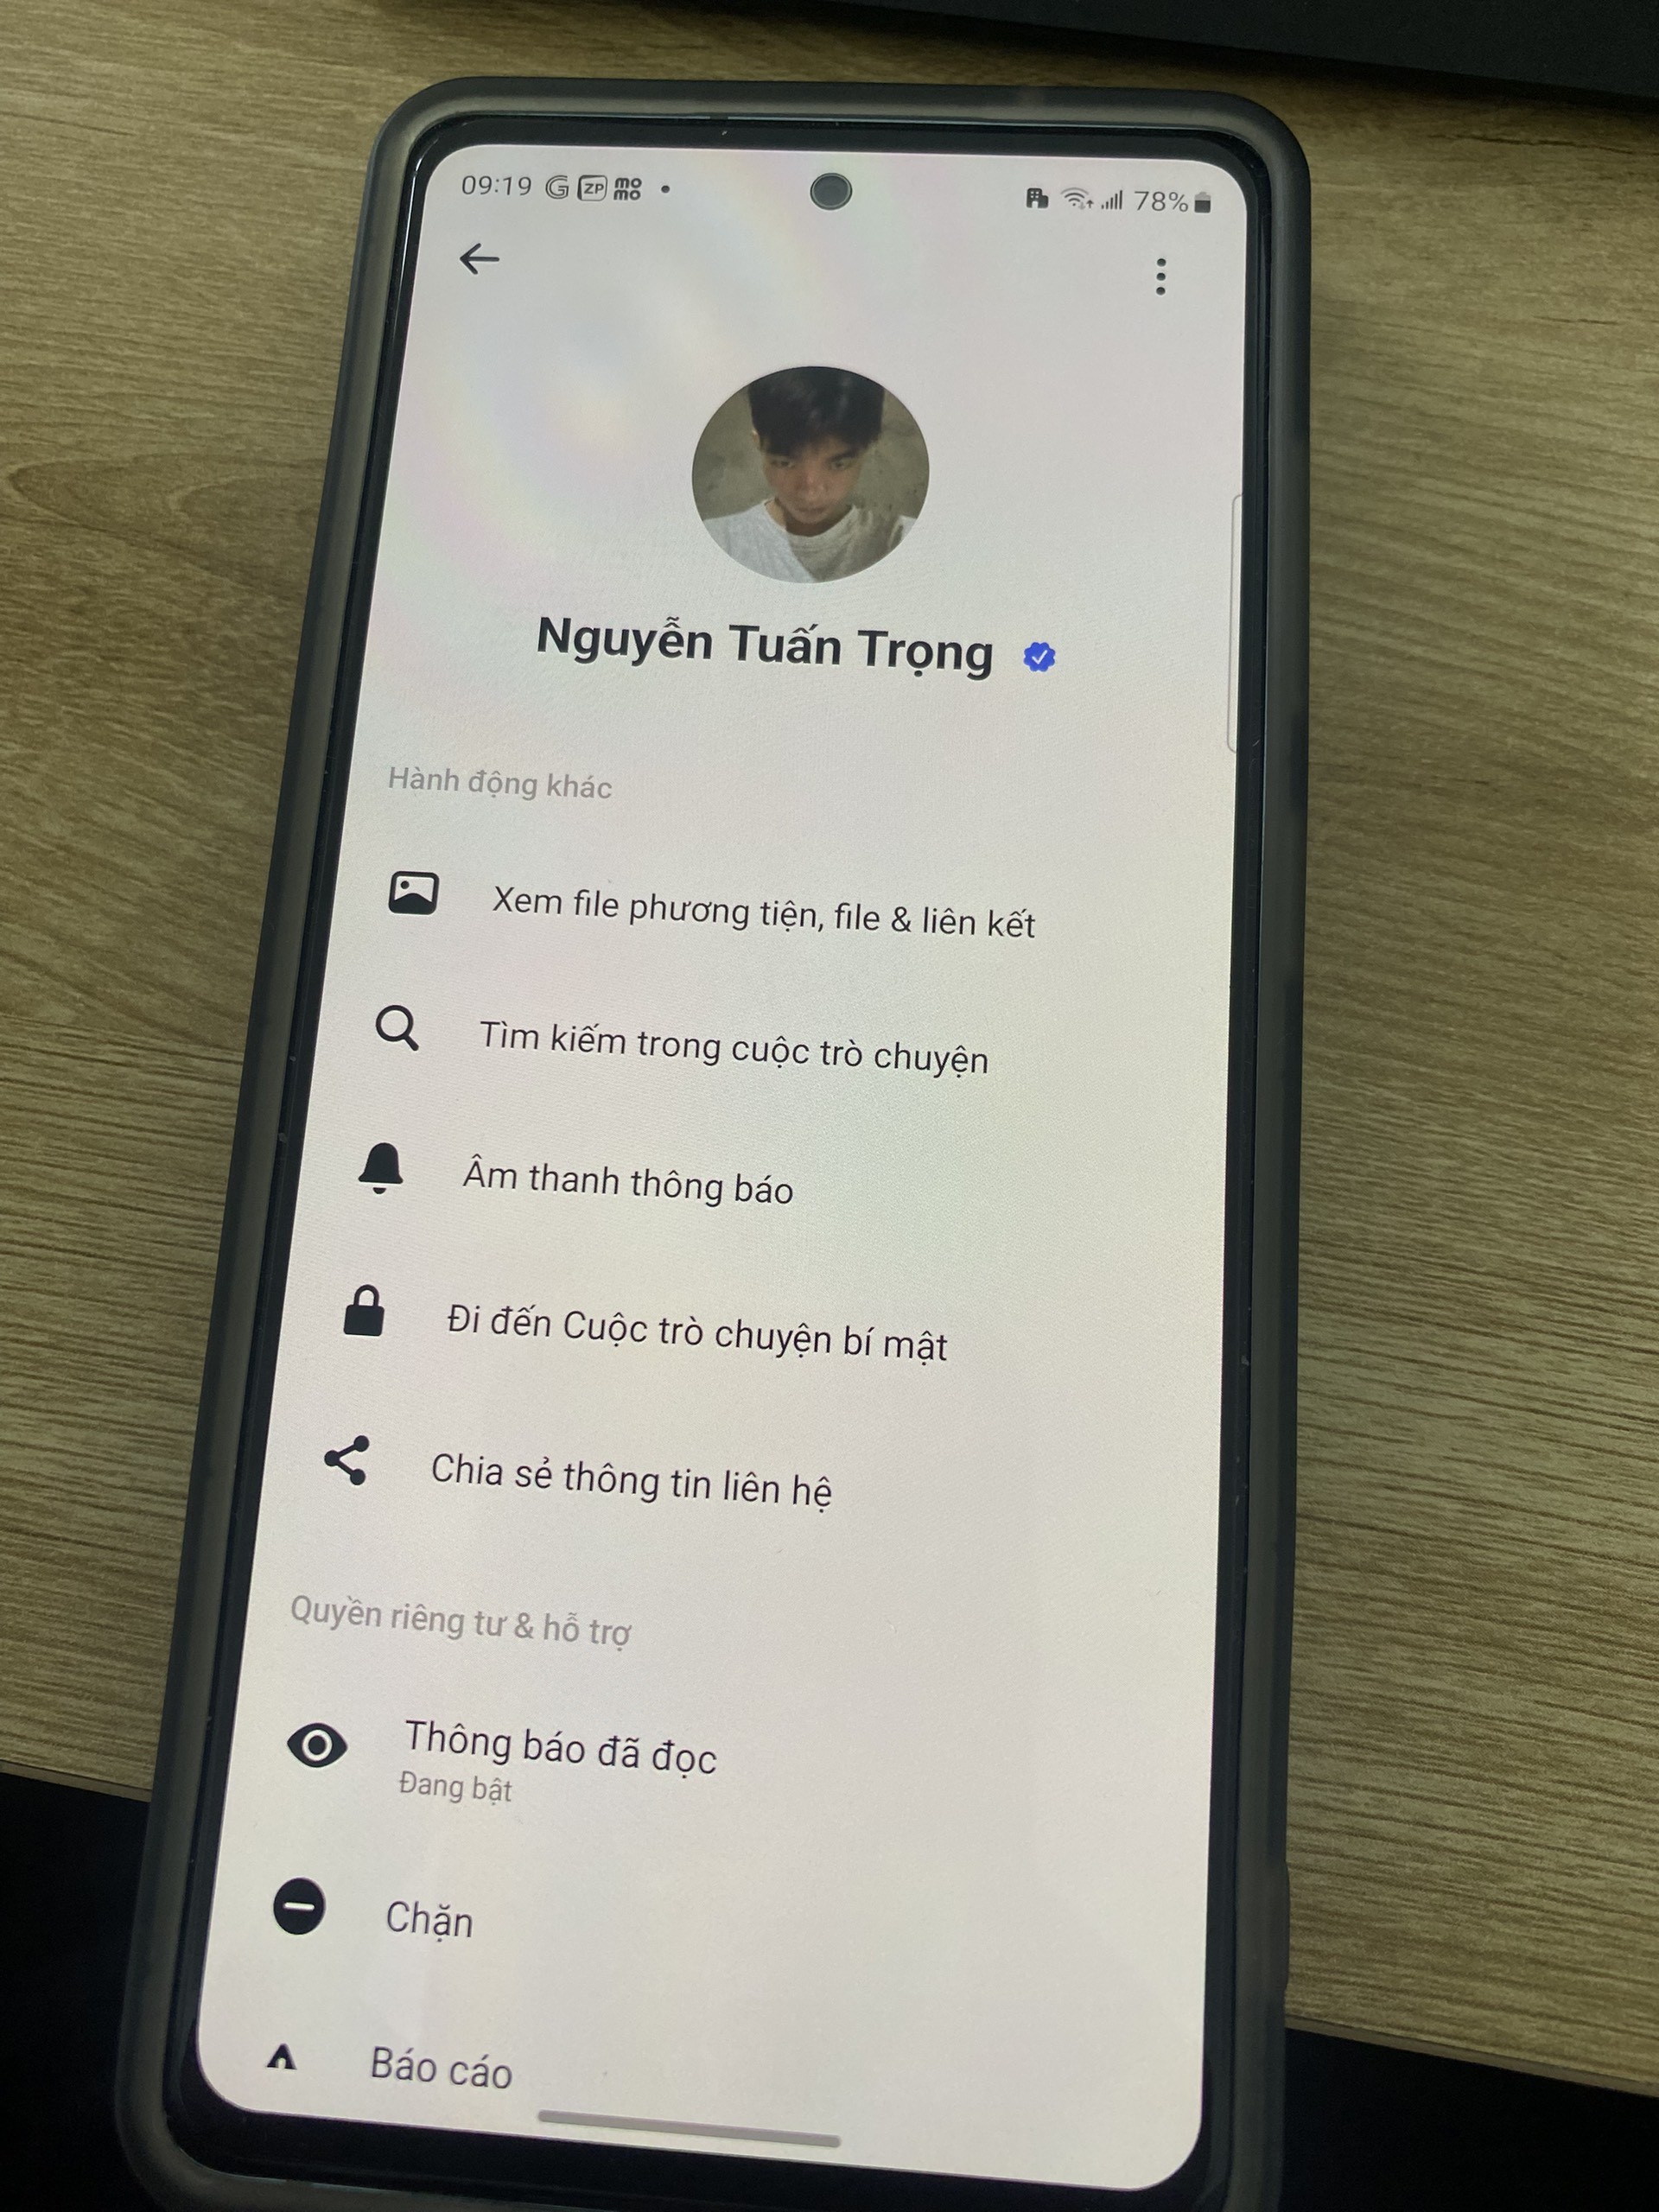 09:19 G ZP mo mo 78%
Nguyễn Tuấn Trọng
Hành động khác
Xem file phương tiện, file & liên kết
Tìm kiếm trong cuộc trò chuyện
Âm thanh thông báo
Đi đến Cuộc trò chuyện bí mật
Chia sẻ thông tin liên hệ
Quyền riêng tư & hỗ trợ
Thông báo đã đọc
Đang bật
Chặn
Báo cáo